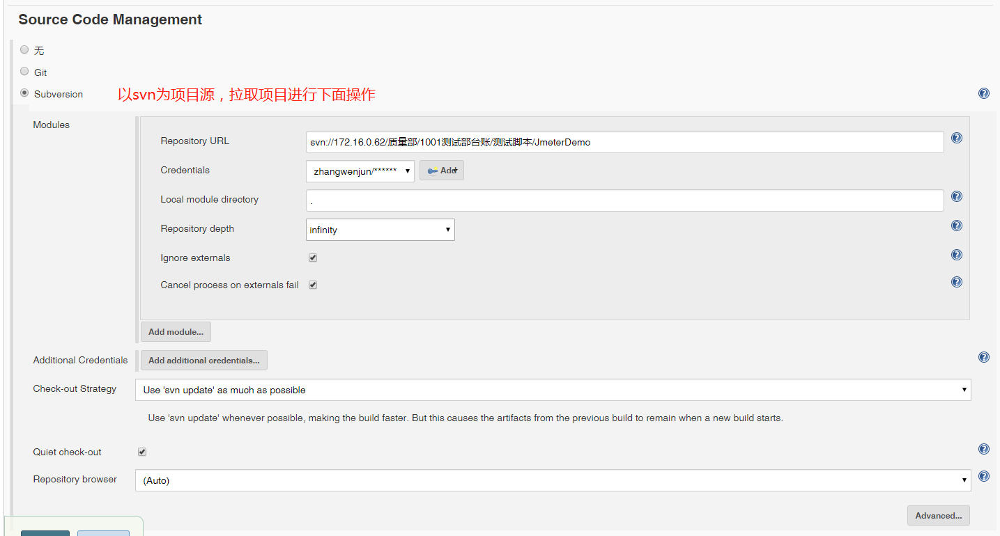 Source Code Management
无
Git
Subversion 以svn为项目源，拉取项目进行下面操作
Modules
Repository URL svn://172.16.0.62/质量部/1001测试部台账/测试脚本/JmeterDemo
Credentials zhangwenjun/****** Add
Local module directory .
Repository depth infinity
Ignore externals
Cancel process on externals fail
Add module...
Additional Credentials Add additional credentials...
Check-out Strategy Use 'svn update' as much as possible
Use 'svn update' whenever possible, making the build faster. But this causes the artifacts from the previous build to remain when a new build starts.
Quiet check-out
Repository browser (Auto)
Advanced...